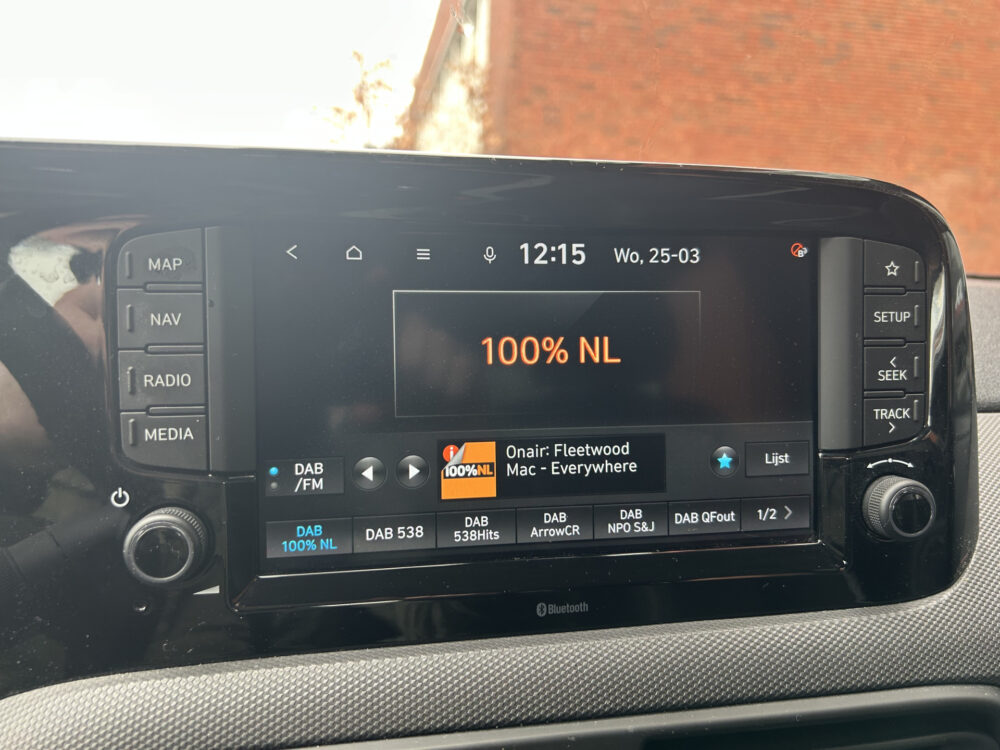 12:15 Wo, 25-03
MAP
NAV
RADIO
MEDIA
100% NL
SETUP
SEEK
TRACK
DAB
/FM
100%NL
Onair: Fleetwood
Mac - Everywhere
Lijst
DAB
100% NL
DAB 538
DAB
538Hits
DAB
ArrowCR
DAB
NPO S&J
DAB QFout
1/2
Bluetooth